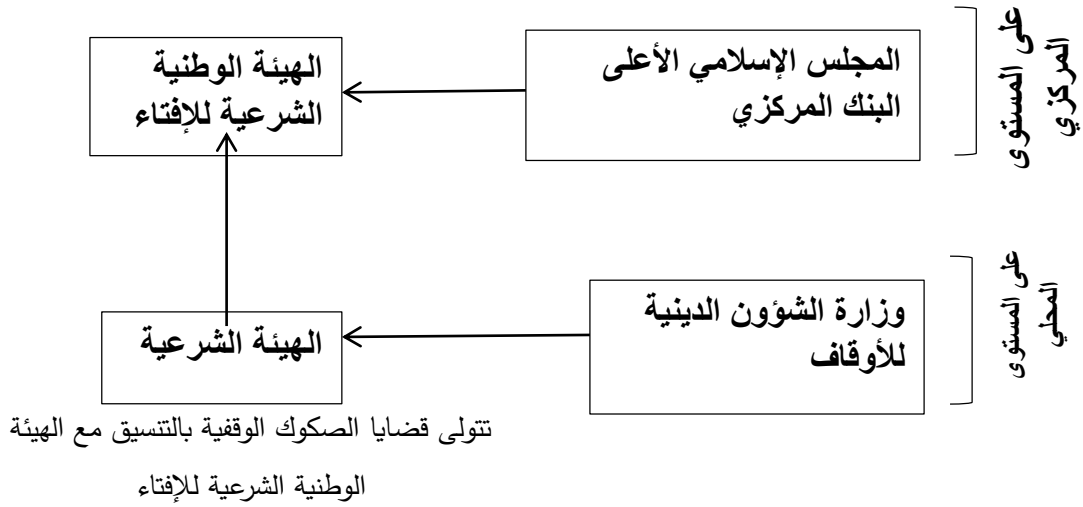 على المستوى
المركزي
المجلس الإسلامي الأعلى
البنك المركزي
الهيئة الوطنية
الشرعية للإفتاء
على المستوى
المحلي
وزارة الشؤون الدينية
للأوقاف
الهيئة الشرعية
تتولى قضايا الصكوك الوقفية بالتنسيق مع الهيئة
الوطنية الشرعية للإفتاء